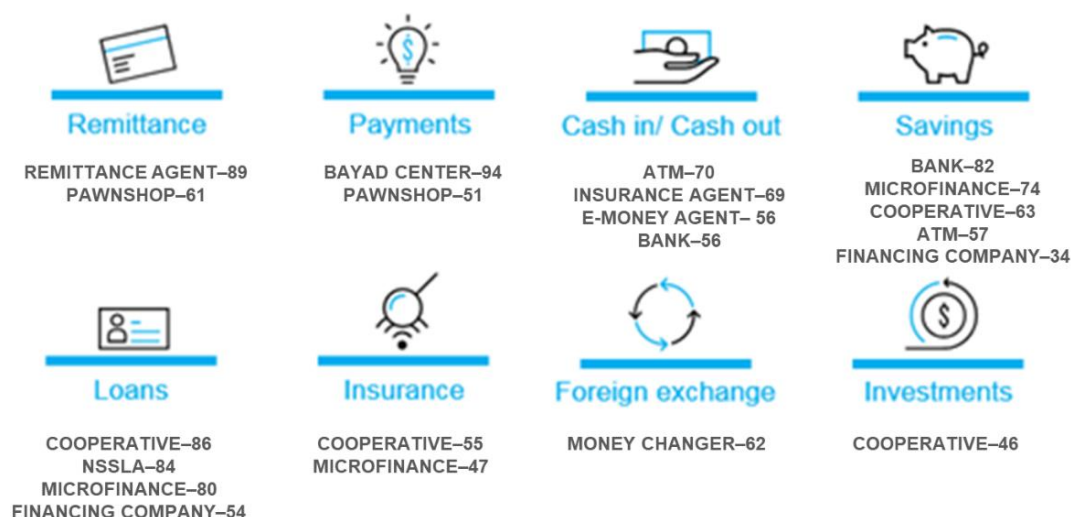 Remittance
REMITTANCE AGENT–89
PAWNSHOP–61
Payments
BAYAD CENTER–94
PAWNSHOP–51
Cash in/ Cash out
ATM–70
INSURANCE AGENT–69
E-MONEY AGENT– 56
BANK–56
Savings
BANK–82
MICROFINANCE–74
COOPERATIVE–63
ATM–57
FINANCING COMPANY–34
Loans
COOPERATIVE–86
NSSLA–84
MICROFINANCE–80
FINANCING COMPANY–54
Insurance
COOPERATIVE–55
MICROFINANCE–47
Foreign exchange
MONEY CHANGER–62
Investments
COOPERATIVE–46